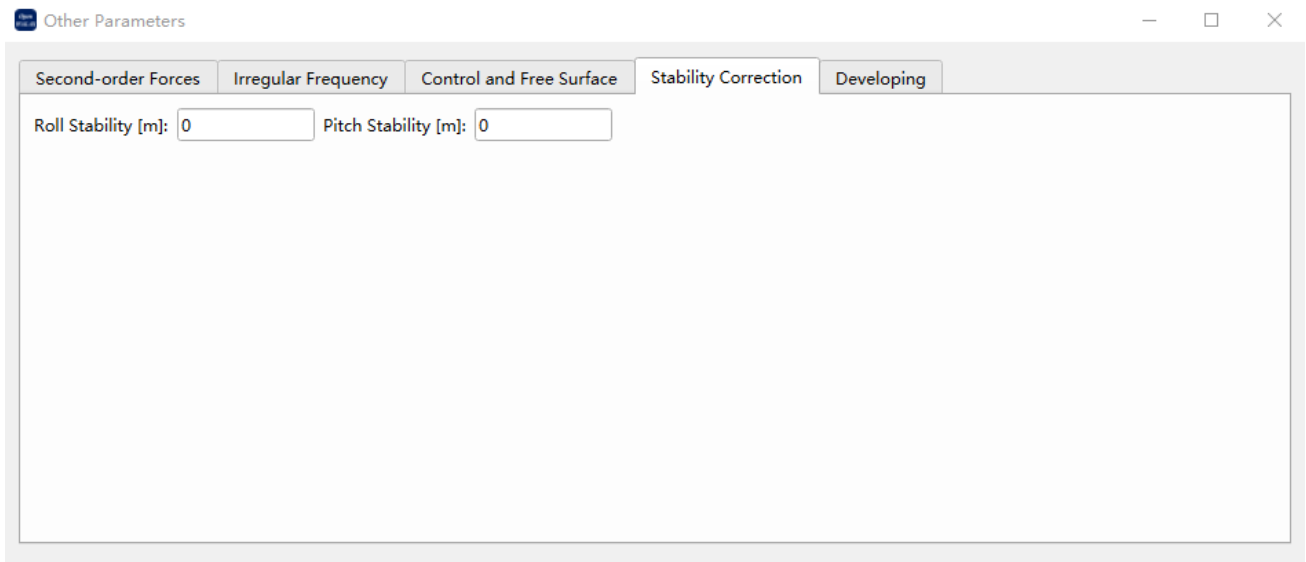 Other Parameters
Second-order Forces Irregular Frequency Control and Free Surface Stability Correction Developing
Roll Stability [m]: 0 Pitch Stability [m]: 0